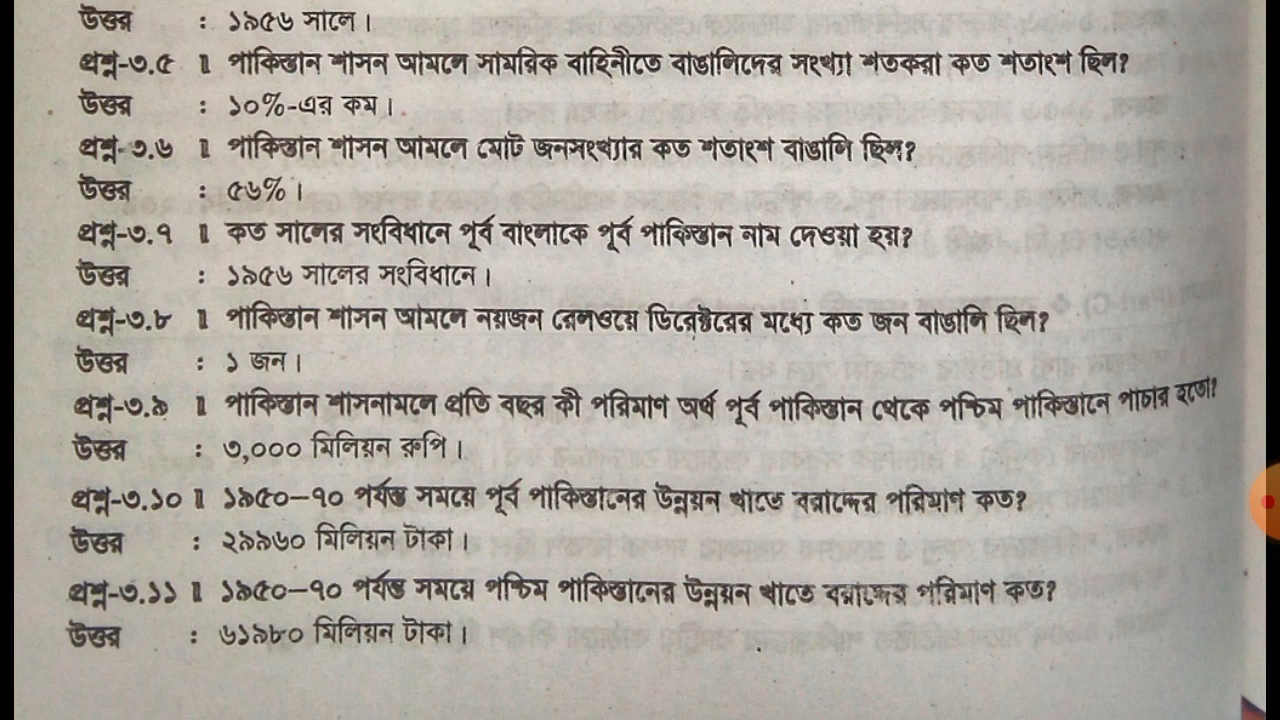 উত্তর : ১৯৫৬ সালে।
প্রশ্ন-৩.৫ ॥ পাকিস্তান শাসন আমলে সামরিক বাহিনীতে বাঙালিদের সংখ্যা শতকরা কত শতাংশ ছিল?
উত্তর : ১০%-এর কম।
প্রশ্ন-৩.৬ ॥ পাকিস্তান শাসন আমলে মোট জনসংখ্যার কত শতাংশ বাঙালি ছিল?
উত্তর : ৫৬%।
প্রশ্ন-৩.৭ ॥ কত সালের সংবিধানে পূর্ব বাংলাকে পূর্ব পাকিস্তান নাম দেওয়া হয়?
উত্তর : ১৯৫৬ সালের সংবিধানে।
প্রশ্ন-৩.৮ ॥ পাকিস্তান শাসন আমলে নয়জন রেলওয়ে ডিরেক্টরের মধ্যে কত জন বাঙালি ছিল?
উত্তর : ১ জন।
প্রশ্ন-৩.৯ ॥ পাকিস্তান শাসনামলে প্রতি বছর কী পরিমাণ অর্থ পূর্ব পাকিস্তান থেকে পশ্চিম পাকিস্তানে পাচার হতো?
উত্তর : ৩,০০০ মিলিয়ন রুপি।
প্রশ্ন-৩.১০ ॥ ১৯৫০–৭০ পর্যন্ত সময়ে পূর্ব পাকিস্তানের উন্নয়ন খাতে বরাদ্দের পরিমাণ কত?
উত্তর : ২৯৯৬০ মিলিয়ন টাকা।
প্রশ্ন-৩.১১ ॥ ১৯৫০–৭০ পর্যন্ত সময়ে পশ্চিম পাকিস্তানের উন্নয়ন খাতে বরাদ্দের পরিমাণ কত?
উত্তর : ৬১৯৮০ মিলিয়ন টাকা।